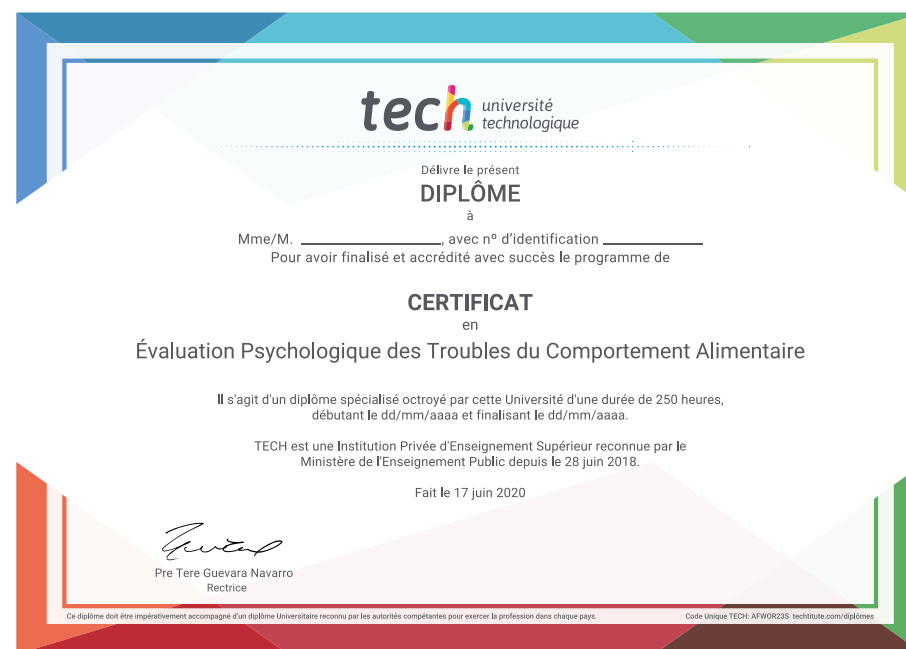 tech université
technologique
Délivre le présent
DIPLÔME
à
Mme/M. ____________________, avec nº d'identification ______________
Pour avoir finalisé et accrédité avec succès le programme de
CERTIFICAT
en
Évaluation Psychologique des Troubles du Comportement Alimentaire
Il s'agit d'un diplôme spécialisé octroyé par cette Université d'une durée de 250 heures,
débutant le dd/mm/aaaa et finalisant le dd/mm/aaaa.
TECH est une Institution Privée d'Enseignement Supérieur reconnue par le
Ministère de l'Enseignement Public depuis le 28 juin 2018.
Fait le 17 juin 2020
Pre Tere Guevara Navarro
Rectrice
Ce diplôme doit être impérativement accompagné d'un diplôme Universitaire reconnu par les autorités compétentes pour exercer la profession dans chaque pays.
Code Unique TECH: AFWOR23S techtitute.com/diplômes